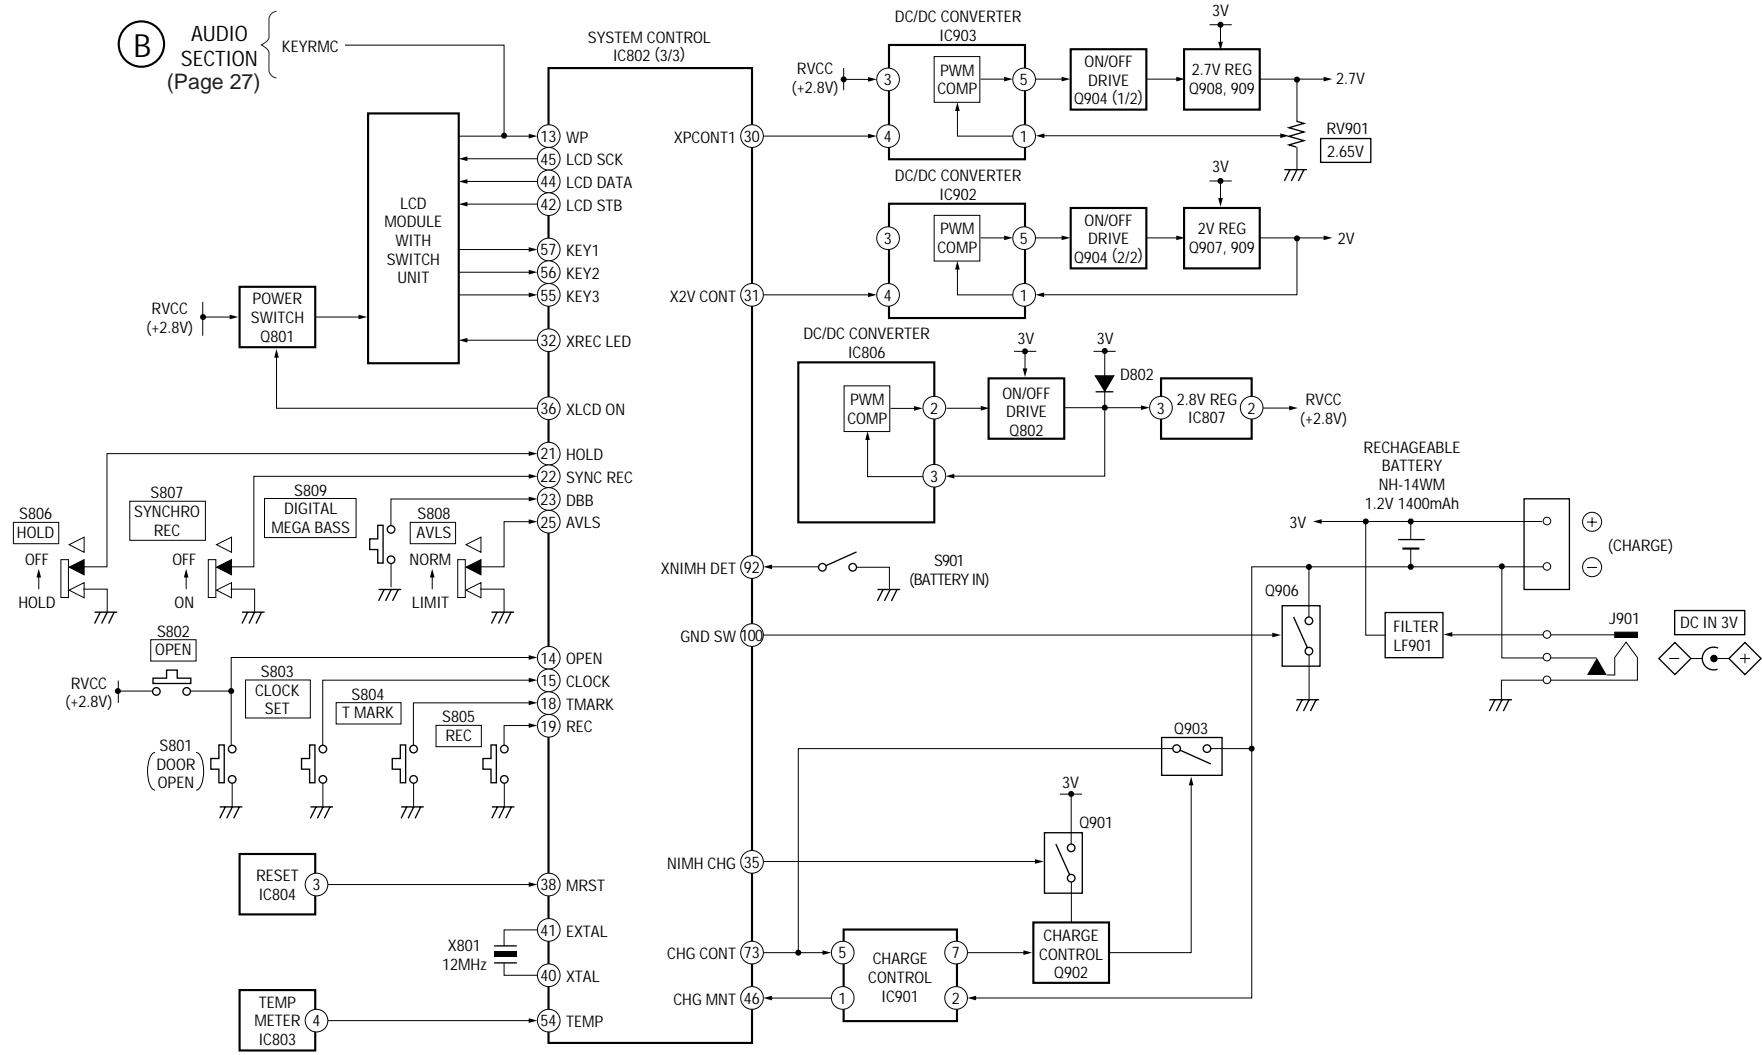 B
AUDIO
SECTION
(Page 27)
KEYRMC
SYSTEM CONTROL
IC802 (3/3)
LCD
MODULE
WITH
SWITCH
UNIT
RVCC
(+2.8V)
POWER
SWITCH
Q801
13 WP
45 LCD SCK
44 LCD DATA
42 LCD STB
57 KEY1
56 KEY2
55 KEY3
32 XREC LED
36 XLCD ON
21 HOLD
22 SYNC REC
23 DBB
25 AVLS
S806
HOLD
OFF
HOLD
S807
SYNCHRO
REC
OFF
ON
S809
DIGITAL
MEGA BASS
S808
AVLS
NORM
LIMIT
S802
OPEN
RVCC
(+2.8V)
14 OPEN
15 CLOCK
18 TMARK
19 REC
S803
CLOCK
SET
S804
T MARK
S805
REC
S801
DOOR
OPEN
RESET
IC804
3
38 MRST
41 EXTAL
X801
12MHz
40 XTAL
TEMP
METER
IC803
4
54 TEMP
XPCONT1 30
X2V CONT 31
XNIMH DET 92
GND SW 100
NIMH CHG 35
CHG CONT 73
CHG MNT 46
DC/DC CONVERTER
IC903
RVCC
(+2.8V)
3
4
PWM
COMP
5
1
ON/OFF
DRIVE
Q904 (1/2)
3V
2.7V REG
Q908, 909
2.7V
RV901
2.65V
DC/DC CONVERTER
IC902
3
4
PWM
COMP
5
1
ON/OFF
DRIVE
Q904 (2/2)
3V
2V REG
Q907, 909
2V
DC/DC CONVERTER
IC806
PWM
COMP
2
3
3V
ON/OFF
DRIVE
Q802
3V
D802
3
2.8V REG
IC807
2
RVCC
(+2.8V)
RECHAGEABLE
BATTERY
NH-14WM
1.2V 1400mAh
3V
+
(CHARGE)
−
S901
(BATTERY IN)
Q906
FILTER
LF901
J901
DC IN 3V
−
+
Q903
3V
Q901
5
1
CHARGE
CONTROL
IC901
7
2
CHARGE
CONTROL
Q902